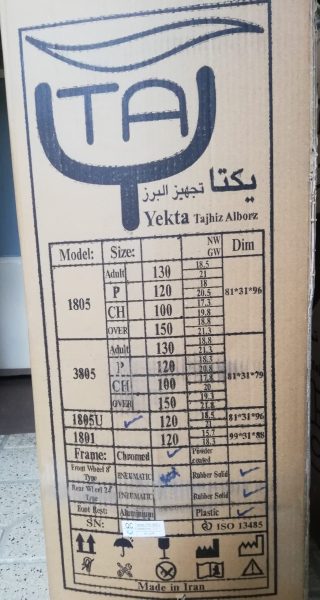 TA
یکتا تجهیز البرز
Yekta Tajhiz Alborz
Model: Size: NW GW Dim
1805 81*31*96
Adult 130 18.5 21
P 120 18 20.5
CH 100 17.3 19.8
OVER 150 18.8 21.3
3805 81*31*79
Adult 130 18.8 21.3
P 120 18.3 20.8
CH 100 17.8 20
OVER 150 19.3 21.8
1805U 120 18.5 21 81*31*96
1801 120 15.7 18.3 99*31*88
Frame: Chromed Powder coated
Front Wheel 8" Type PNEUMATIC Rubber Solid
Rear Wheel 24" Type PNEUMATIC Rubber Solid
Foot Rest: Aluminum Plastic
SN: ISO 13485
Made in Iran